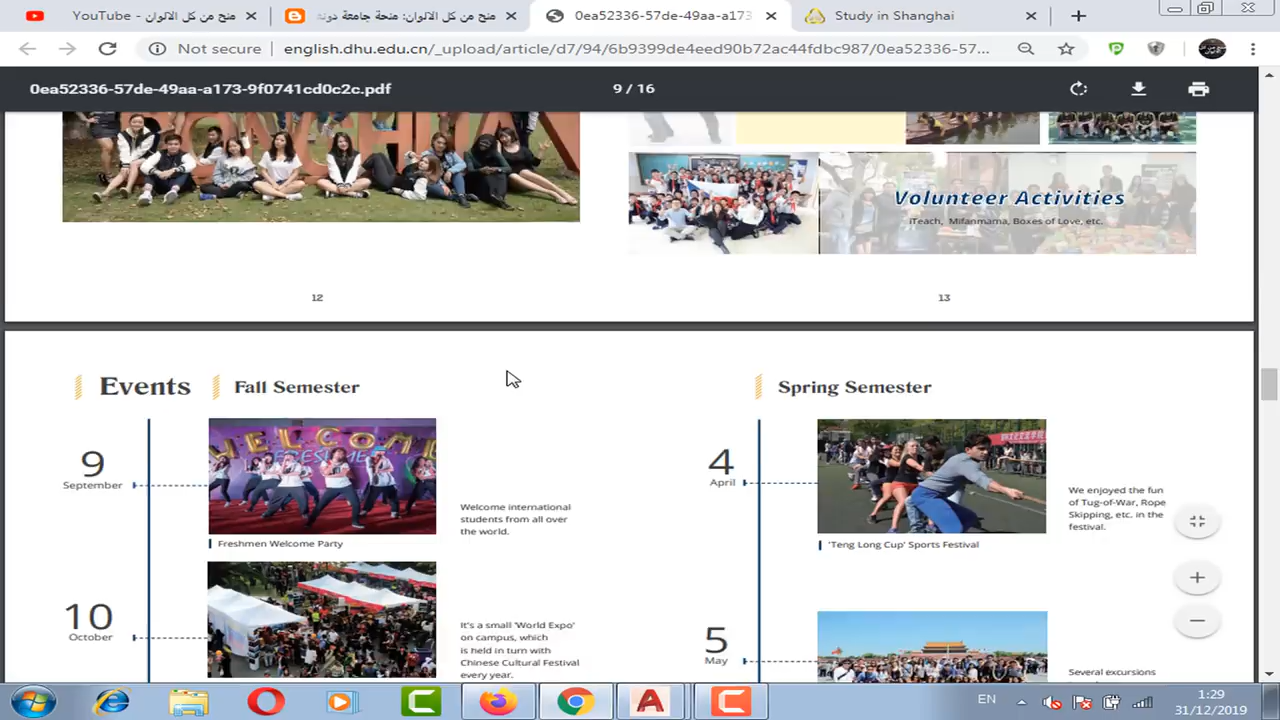 YouTube - منح من كل الالوان
منح من كل الالوان: منحة جامعة دونغ
0ea52336-57de-49aa-a173
Study in Shanghai
Not secure
english.dhu.edu.cn/_upload/article/d7/94/6b9399de4eed90b72ac44fdbc987/0ea52336-57...
0ea52336-57de-49aa-a173-9f0741cd0c2c.pdf
9 / 16
Volunteer Activities
iTeach, Mifanmama, Boxes of Love, etc.
12
13
Events
Fall Semester
Spring Semester
9
September
WELCOME
FRESHMEN
Welcome international
students from all over
the world.
Freshmen Welcome Party
4
April
We enjoyed the fun
of Tug-of-War, Rope
Skipping, etc. in the
festival.
'Teng Long Cup' Sports Festival
10
October
It's a small 'World Expo'
on campus, which
is held in turn with
Chinese Cultural Festival
every year.
5
May
Several excursions
EN
1:29
31/12/2019